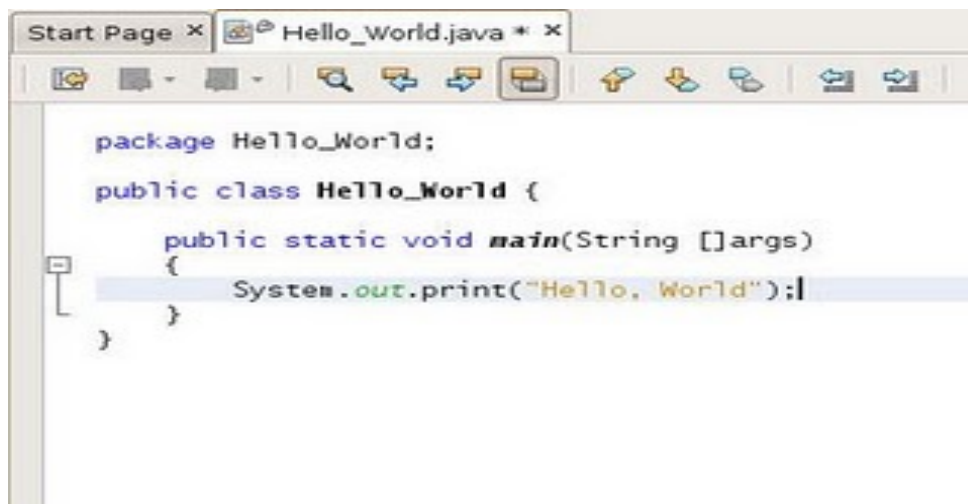 Start Page × Hello_World.java * ×
package Hello_World;
public class Hello_World {
public static void main(String []args)
{
System.out.print("Hello, World");
}
}